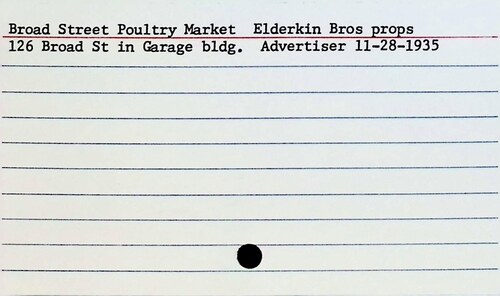 Broad Street Poultry Market  Elderkin Bros props
126 Broad St in Garage bldg.  Advertiser 11-28-1935